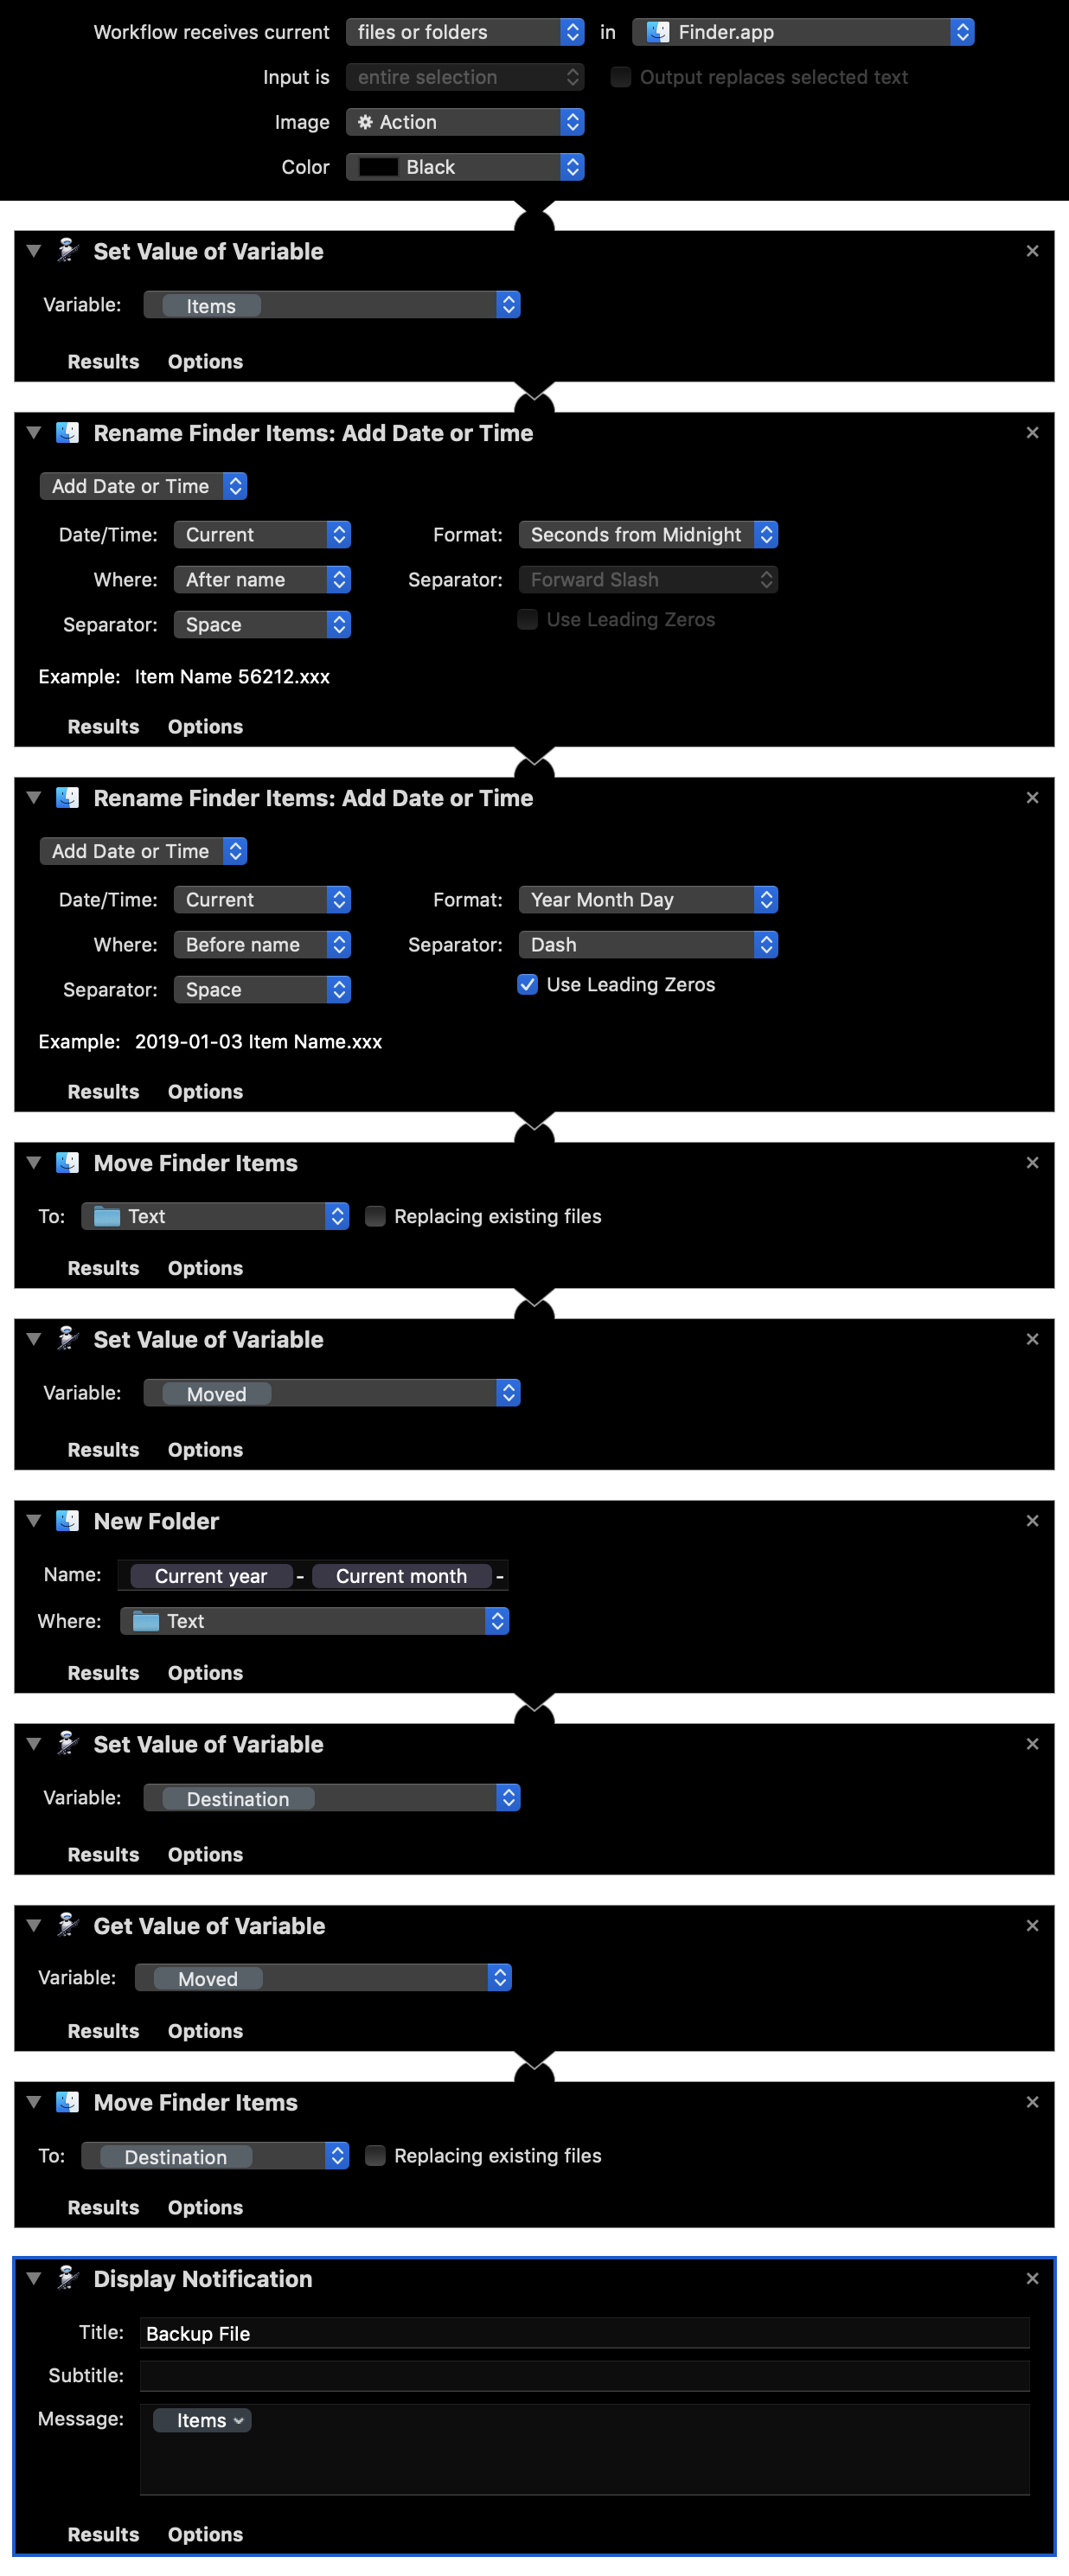 Workflow receives current files or folders in Finder.app
Input is entire selection Output replaces selected text
Image Action
Color Black
Set Value of Variable
Variable: Items
Results Options
Rename Finder Items: Add Date or Time
Add Date or Time
Date/Time: Current Format: Seconds from Midnight
Where: After name Separator: Forward Slash
Separator: Space Use Leading Zeros
Example: Item Name 56212.xxx
Results Options
Rename Finder Items: Add Date or Time
Add Date or Time
Date/Time: Current Format: Year Month Day
Where: Before name Separator: Dash
Separator: Space Use Leading Zeros
Example: 2019-01-03 Item Name.xxx
Results Options
Move Finder Items
To: Text Replacing existing files
Results Options
Set Value of Variable
Variable: Moved
Results Options
New Folder
Name: Current year - Current month -
Where: Text
Results Options
Set Value of Variable
Variable: Destination
Results Options
Get Value of Variable
Variable: Moved
Results Options
Move Finder Items
To: Destination Replacing existing files
Results Options
Display Notification
Title: Backup File
Subtitle:
Message: Items
Results Options